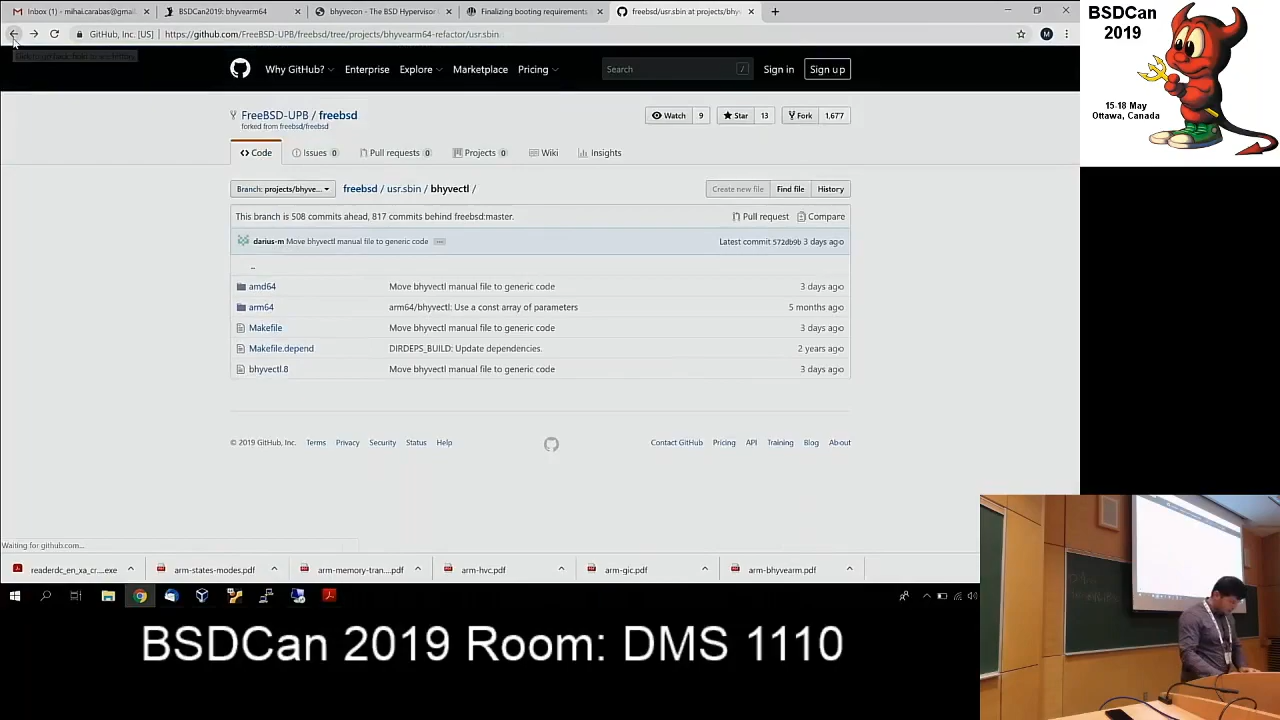 Inbox (1) - mihai.carabas@gmai
BSDCan2019: bhyvearm64
bhyvecon - The BSD Hypervisor
Finalizing booting requirements
freebsd/usr.sbin at projects/bhy
GitHub, Inc. [US]
https://github.com/FreeBSD-UPB/freebsd/tree/projects/bhyvearm64-refactor/usr.sbin
Why GitHub?
Enterprise
Explore
Marketplace
Pricing
Search
/
Sign in
Sign up
FreeBSD-UPB / freebsd
forked from freebsd/freebsd
Watch 9
Star 13
Fork 1,677
Code
Issues 0
Pull requests 0
Projects 0
Wiki
Insights
Branch: projects/bhyve...
freebsd / usr.sbin / bhyvectl /
Create new file
Find file
History
This branch is 508 commits ahead, 817 commits behind freebsd:master.
Pull request
Compare
darius-m Move bhyvectl manual file to generic code ...
Latest commit 572db9b 3 days ago
..
amd64 Move bhyvectl manual file to generic code 3 days ago
arm64 arm64/bhyvectl: Use a const array of parameters 5 months ago
Makefile Move bhyvectl manual file to generic code 3 days ago
Makefile.depend DIRDEPS_BUILD: Update dependencies. 2 years ago
bhyvectl.8 Move bhyvectl manual file to generic code 3 days ago
© 2019 GitHub, Inc.
Terms
Privacy
Security
Status
Help
Contact GitHub
Pricing
API
Training
Blog
About
Waiting for github.com...
readerdc_en_xa_cr....exe
arm-states-modes.pdf
arm-memory-tran....pdf
arm-hvc.pdf
arm-gic.pdf
arm-bhyvearm.pdf
BSDCan
2019
15-18 May
Ottawa, Canada
BSDCan 2019 Room: DMS 1110